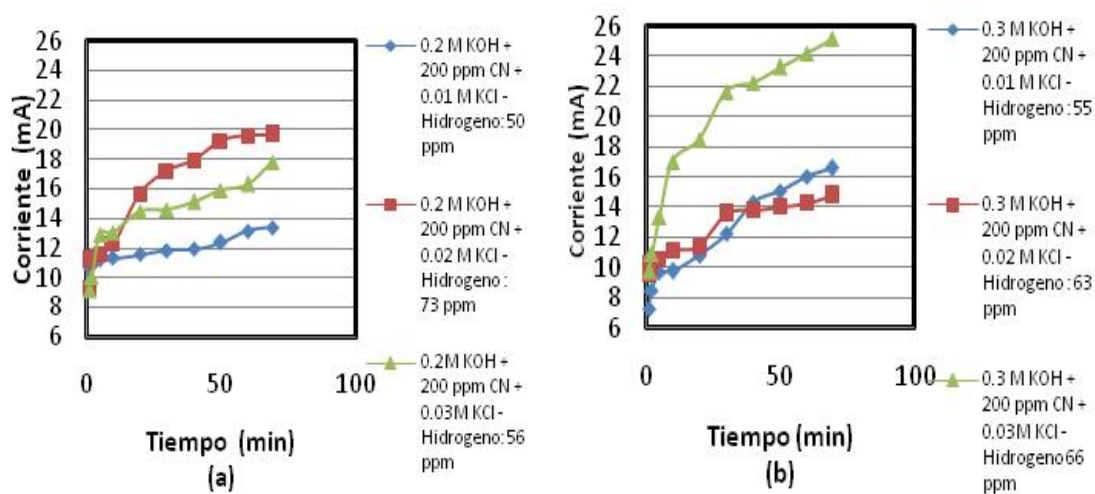 26
24
22
20
18
16
14
12
10
8
6
Corriente (mA)
0
50
100
Tiempo (min)
(a)
0.2 M KOH +
200 ppm CN +
0.01 M KCl -
Hidrogeno: 50
ppm
0.2 M KOH +
200 ppm CN +
0.02 M KCl -
Hidrogeno :
73 ppm
0.2M KOH +
200 ppm CN +
0.03M KCl-
Hidrogeno: 56
ppm
26
24
22
20
18
16
14
12
10
8
6
Corriente (mA)
0
50
100
Tiempo (min)
(b)
0.3 M KOH +
200 ppm CN +
0.01 M KCl -
Hidrogeno: 55
ppm
0.3 M KOH +
200 ppm CN +
0.02 M KCl -
Hidrogeno : 63
ppm
0.3 M KOH +
200 ppm CN +
0.03M KCl-
Hidrogeno 66
ppm